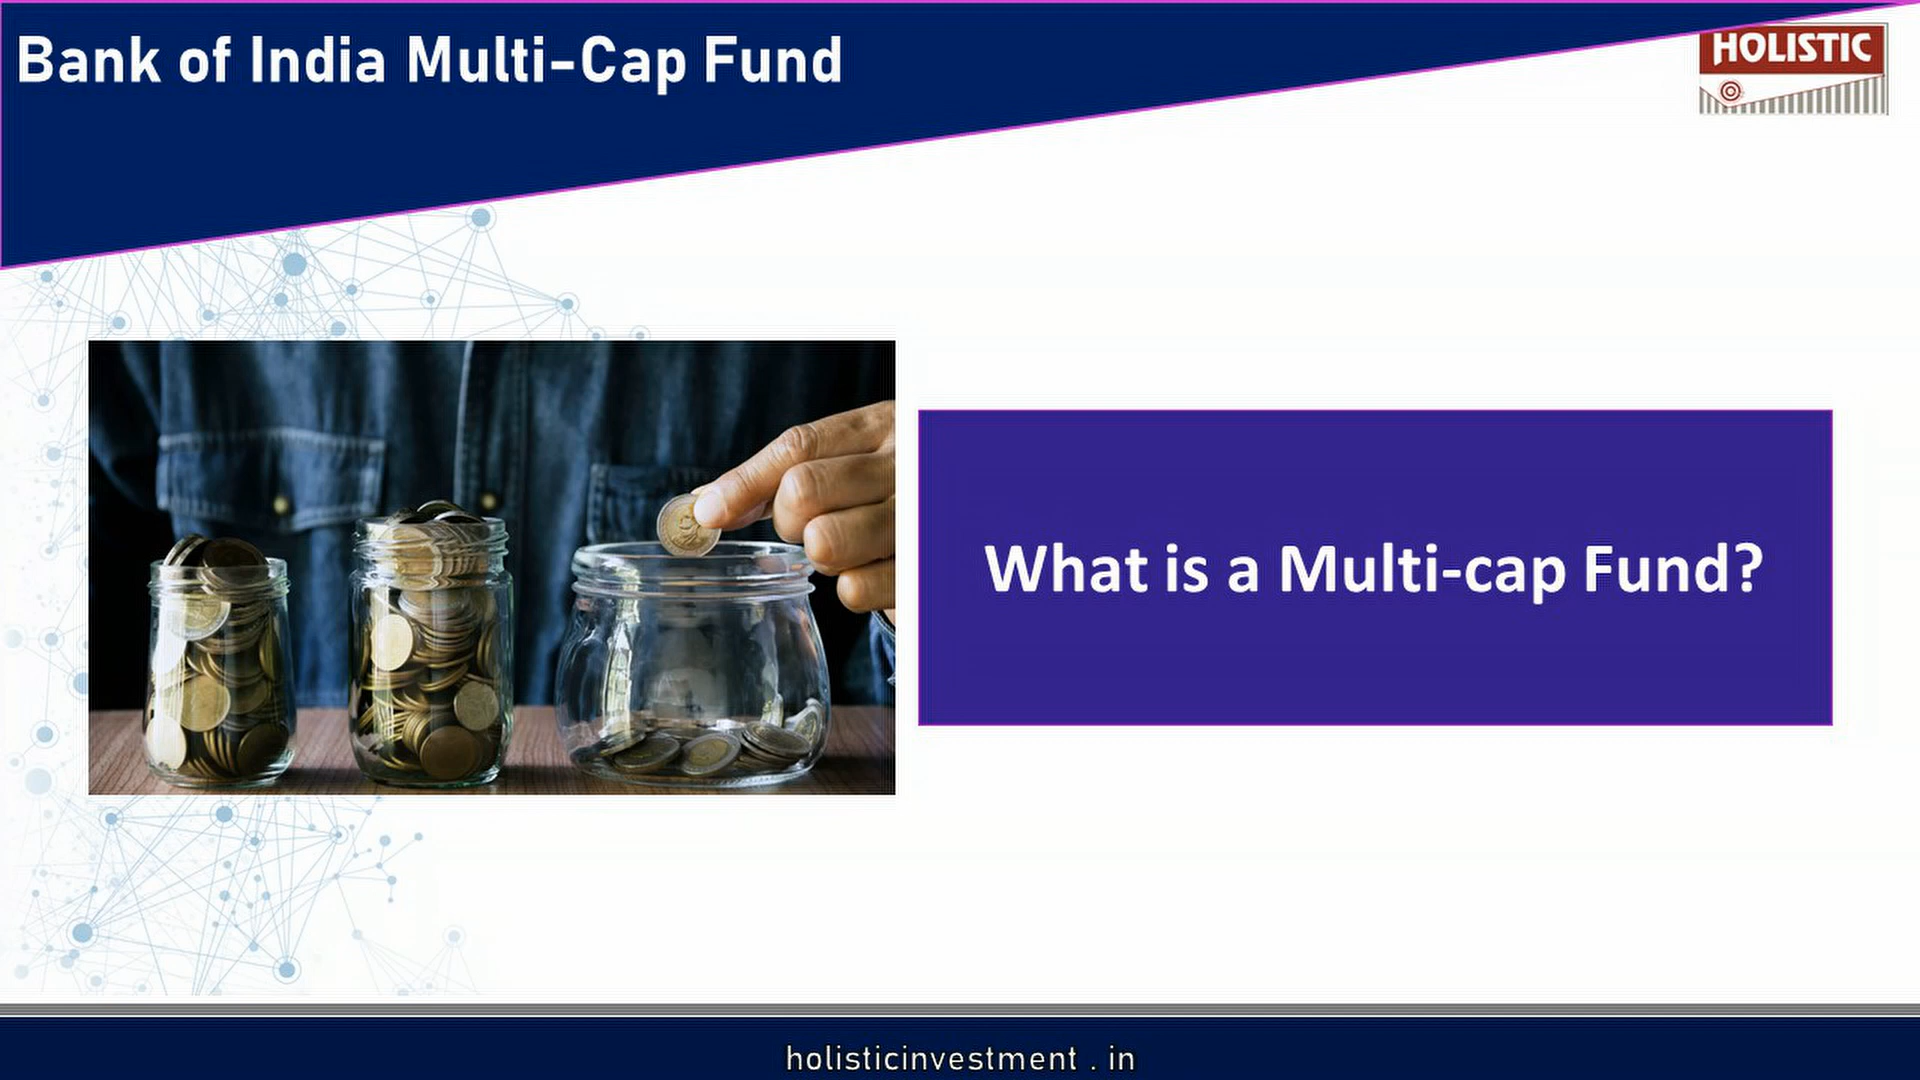 Bank of India Multi-Cap Fund
HOLISTIC
What is a Multi-cap Fund?
holisticinvestment . in